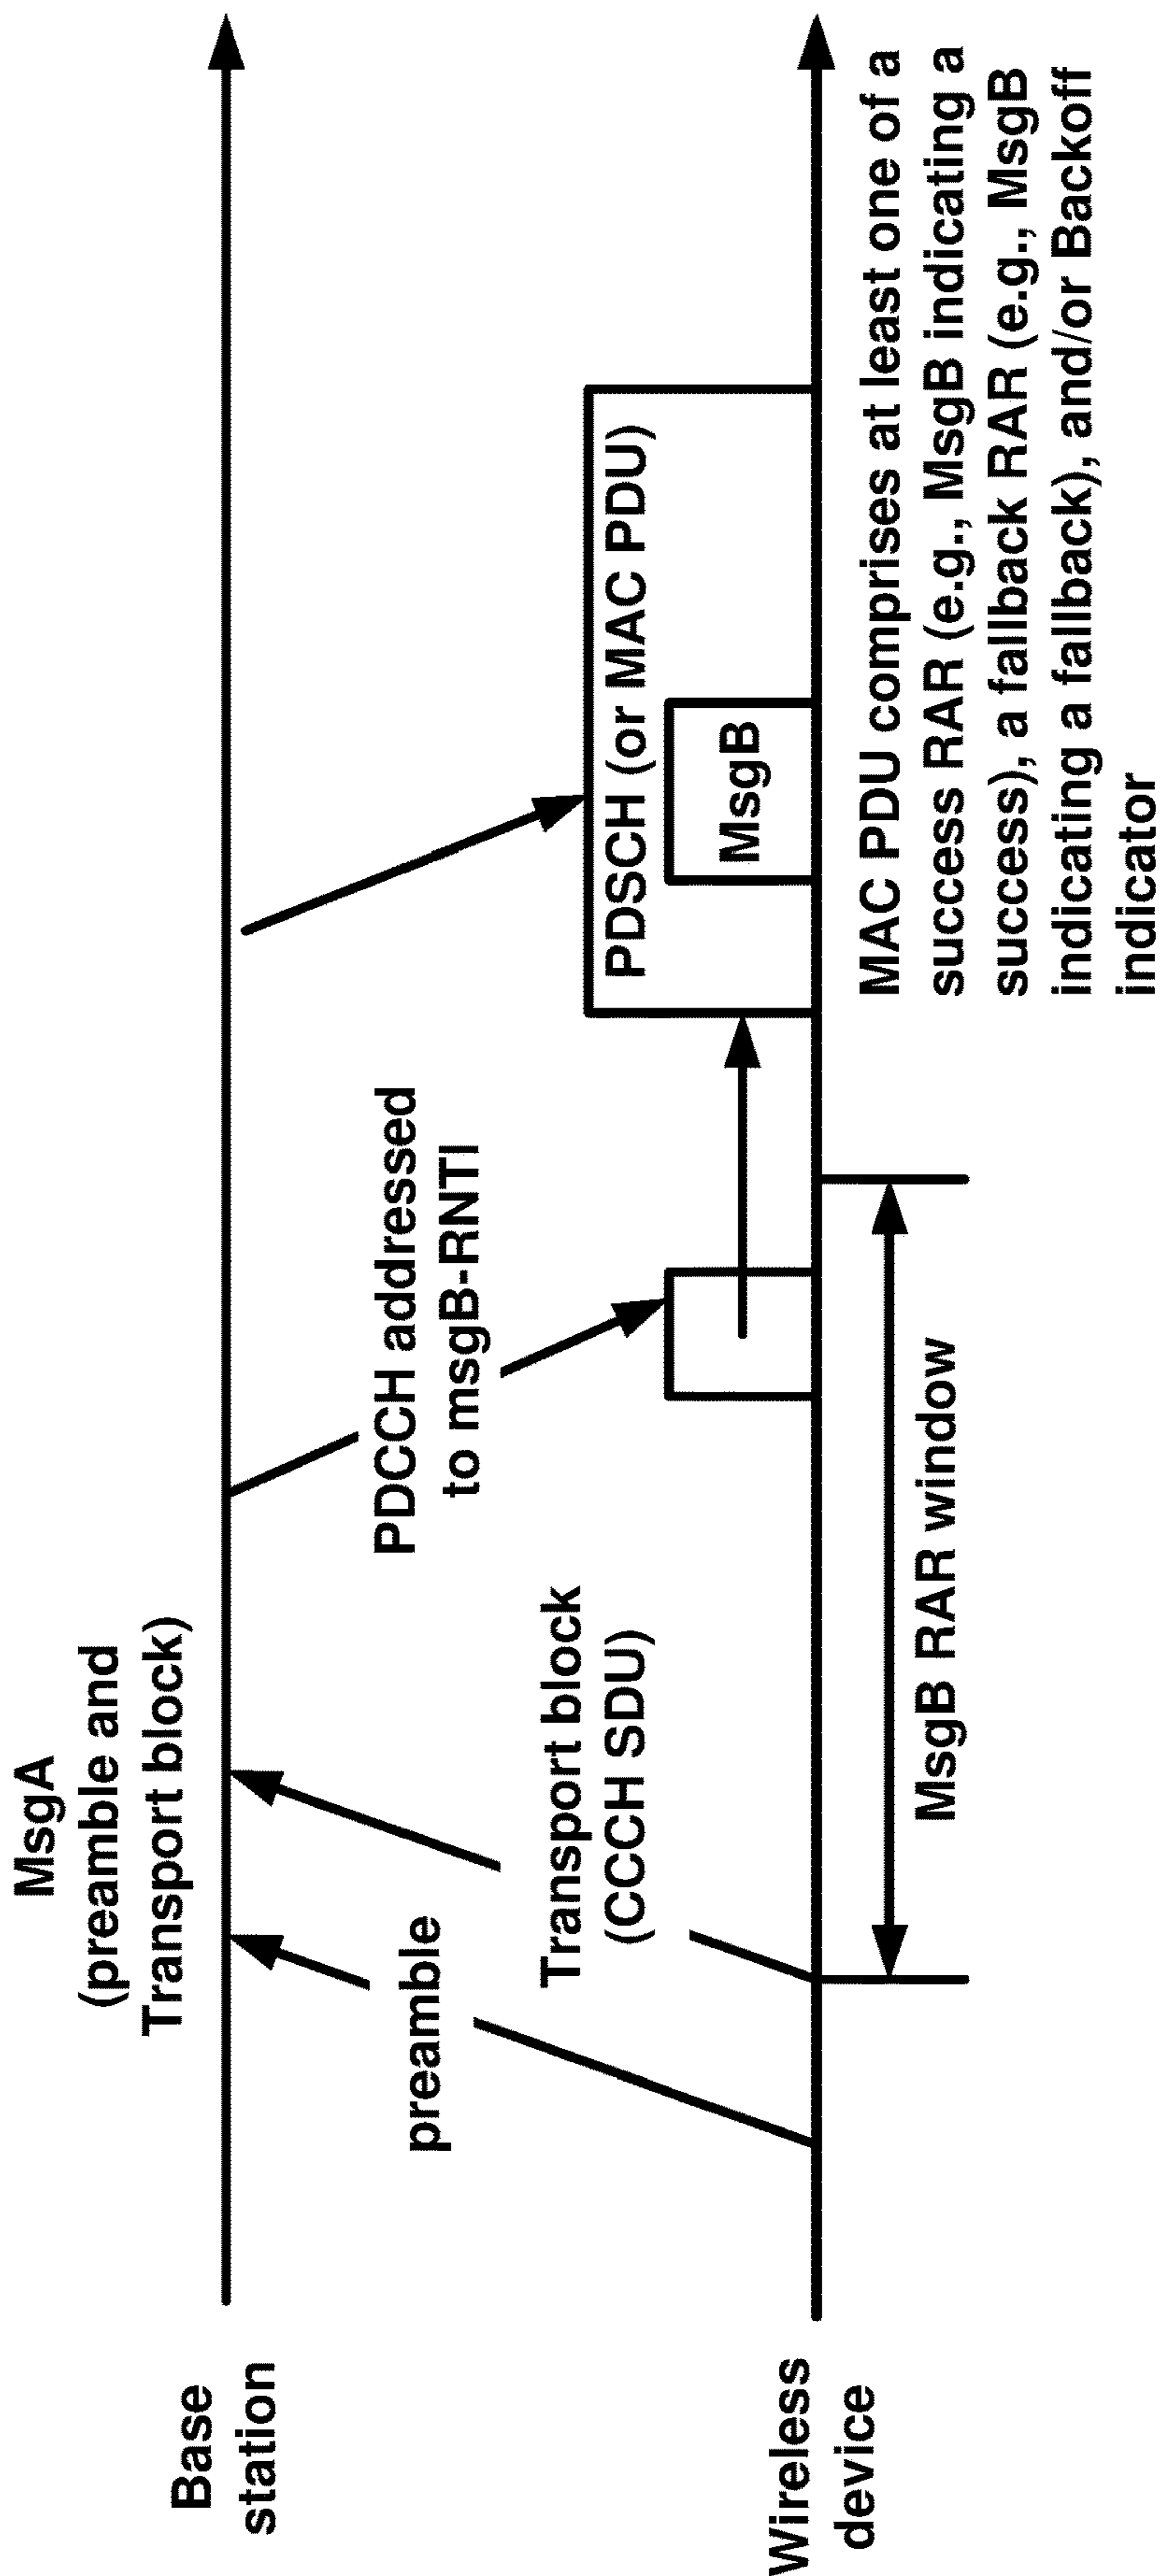 MsgA
(preamble and
Transport block)
Base
station
preamble
Transport block
(CCCH SDU)
PDCCH addressed
to msgB-RNTI
PDSCH (or MAC PDU)
MsgB
Wireless
device
MsgB RAR window
MAC PDU comprises at least one of a
success RAR (e.g., MsgB indicating a
success), a fallback RAR (e.g., MsgB
indicating a fallback), and/or Backoff
indicator